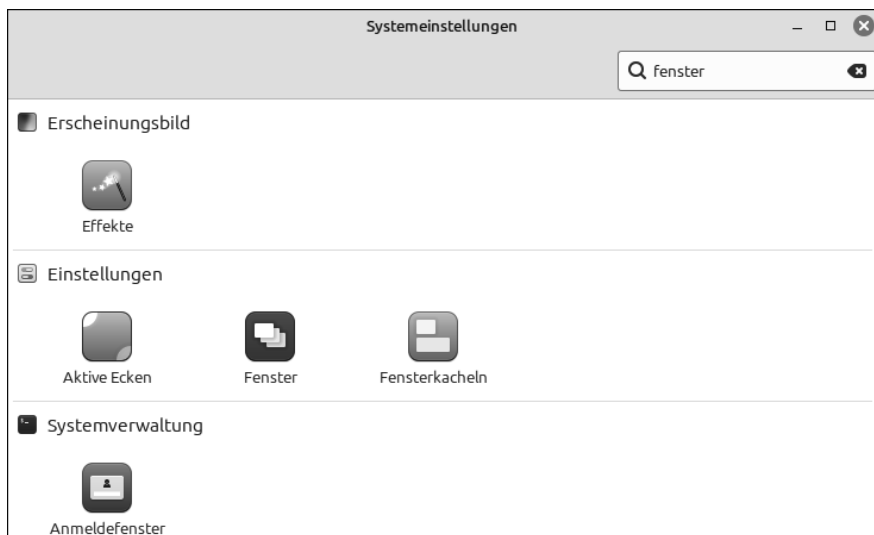 Systemeinstellungen
fenster
Erscheinungsbild
Effekte
Einstellungen
Aktive Ecken Fenster Fensterkacheln
Systemverwaltung
Anmeldefenster